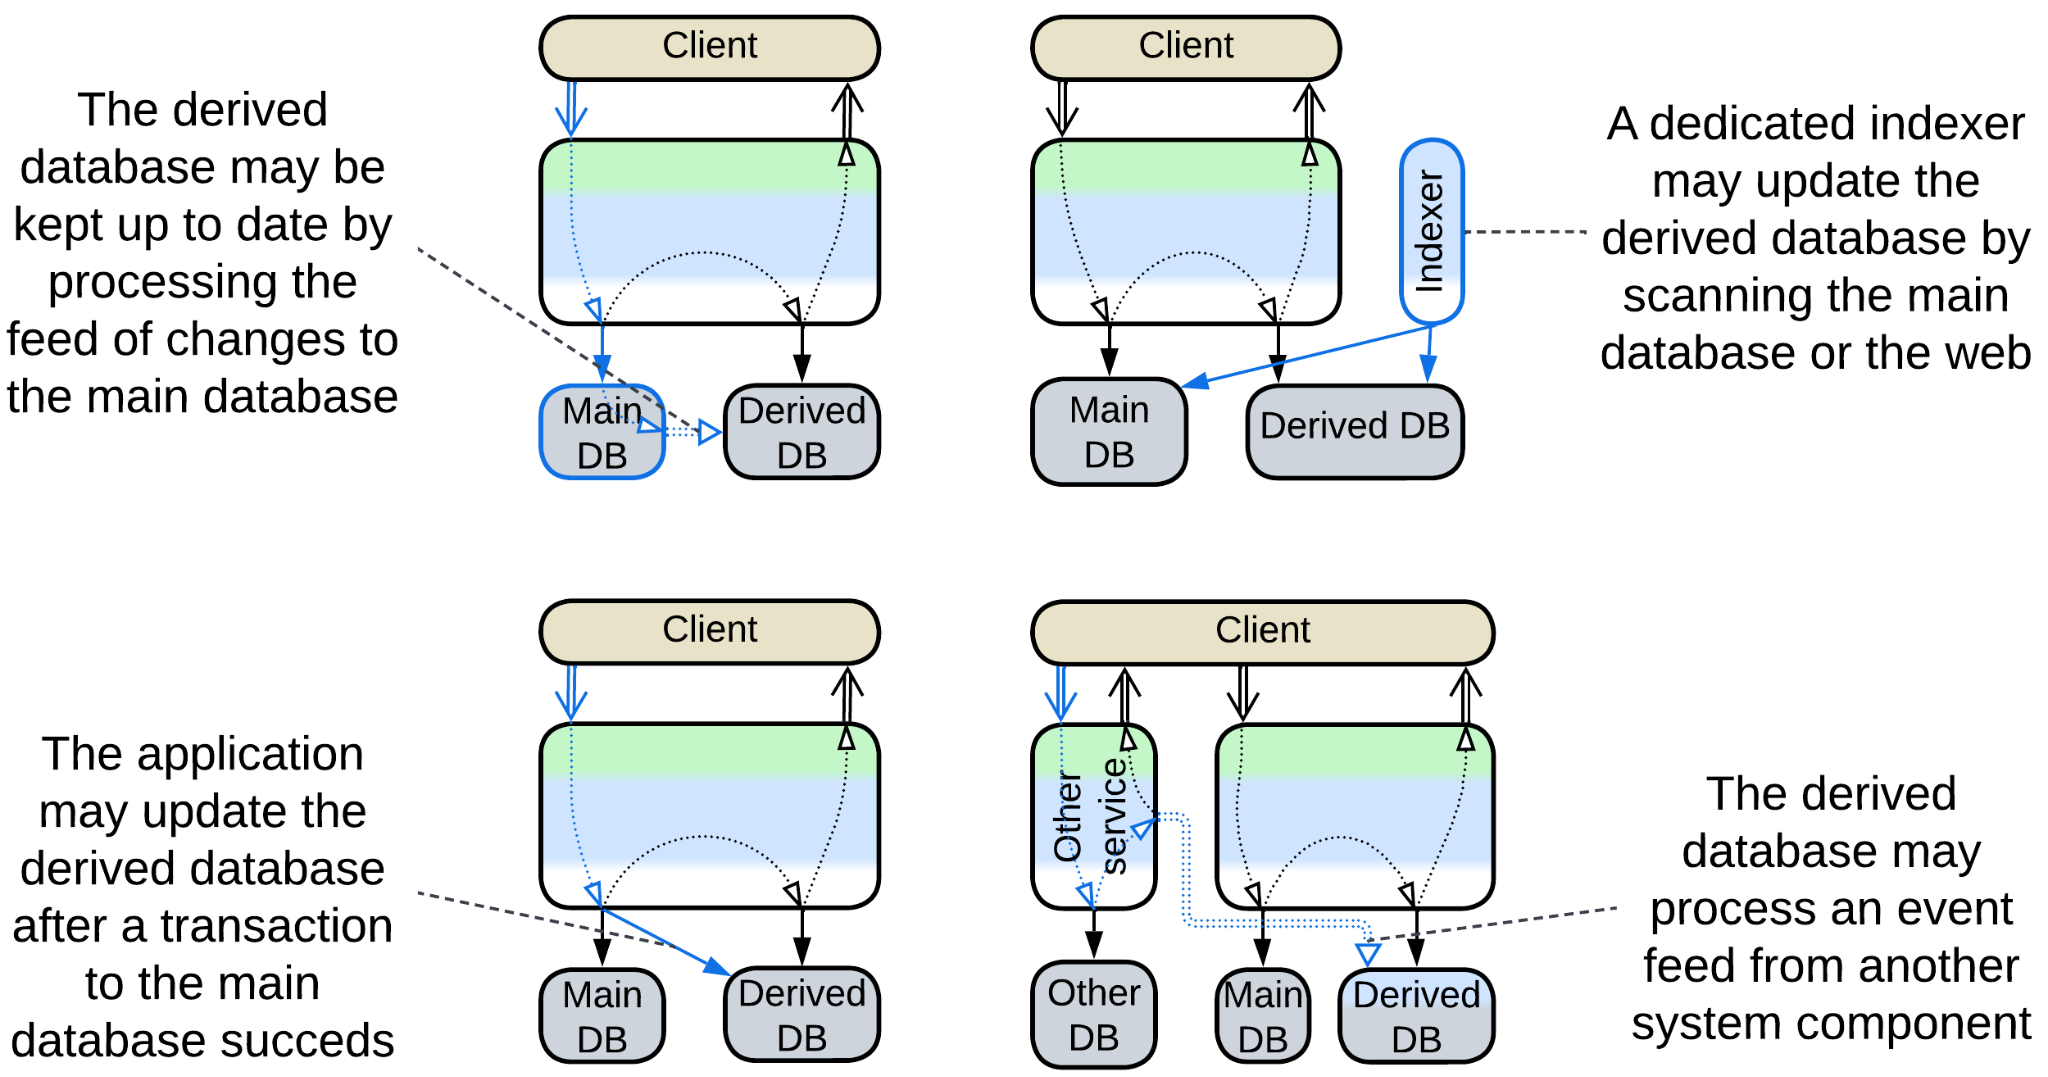 Client
The derived
database may be
kept up to date by
processing the
feed of changes to
the main database
Main
DB
Derived
DB
Client
Indexer
Main
DB
Derived DB
A dedicated indexer
may update the
derived database by
scanning the main
database or the web
Client
The application
may update the
derived database
after a transaction
to the main
database succeds
Main
DB
Derived
DB
Client
Other
service
Other
DB
Main
DB
Derived
DB
The derived
database may
process an event
feed from another
system component